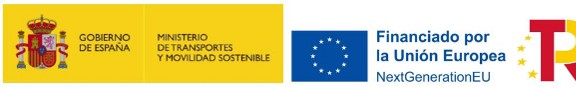 GOBIERNO
DE ESPAÑA
MINISTERIO
DE TRANSPORTES
Y MOVILIDAD SOSTENIBLE
Financiado por
la Unión Europea
NextGenerationEU